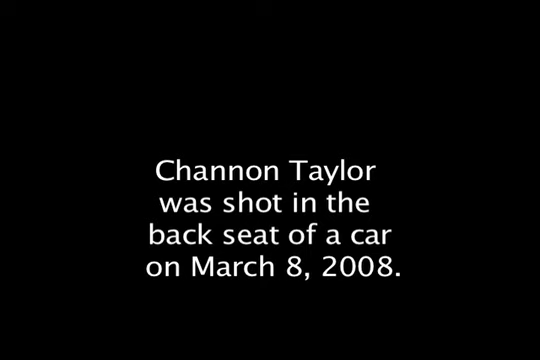 Channon Taylor
was shot in the
back seat of a car
on March 8, 2008.